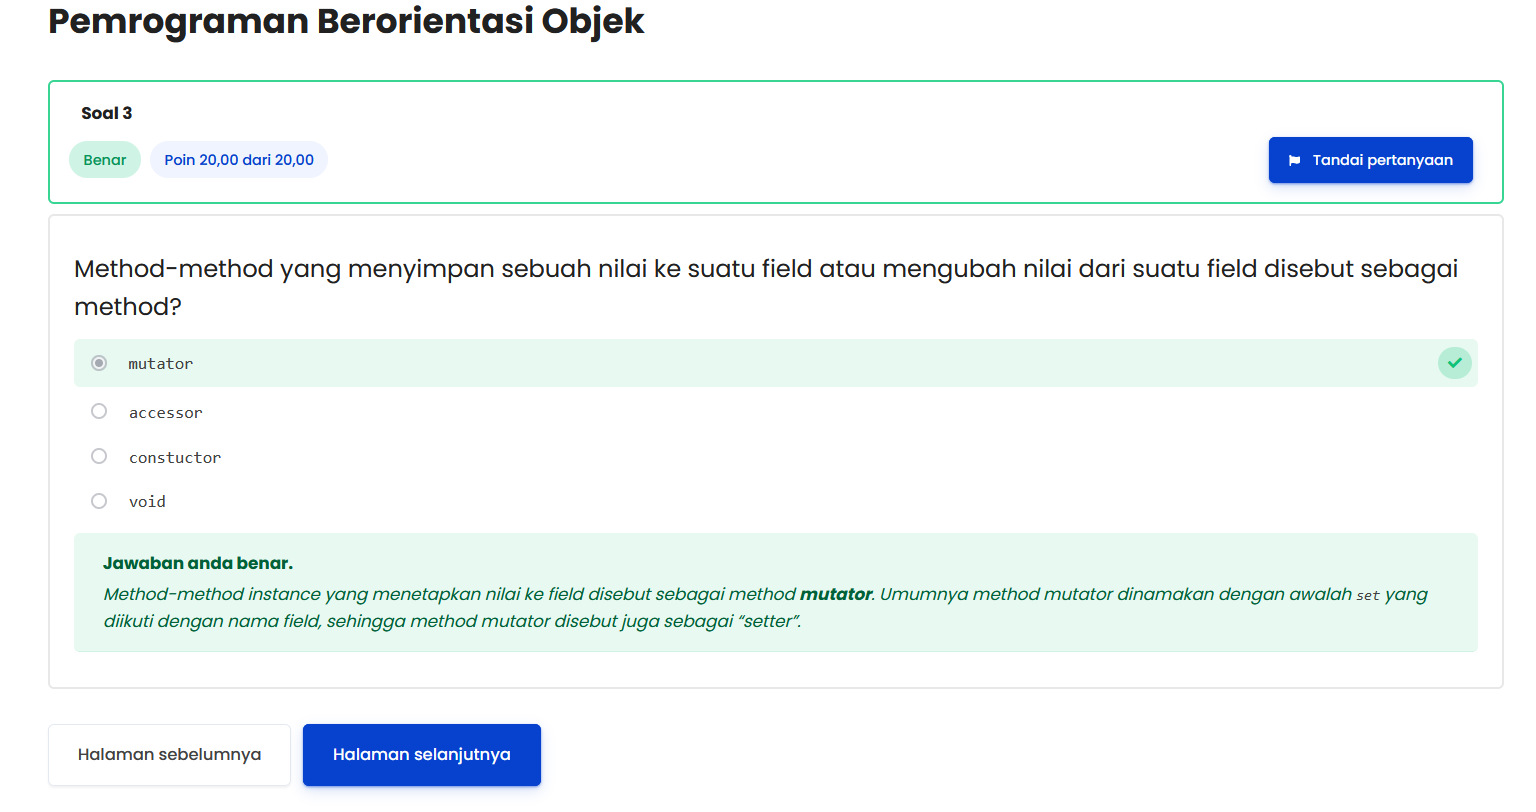 Pemrograman Berorientasi Objek
Soal 3
Benar
Poin 20,00 dari 20,00
Tandai pertanyaan
Method-method yang menyimpan sebuah nilai ke suatu field atau mengubah nilai dari suatu field disebut sebagai
method?
mutator
accessor
constuctor
void
Jawaban anda benar.
Method-method instance yang menetapkan nilai ke field disebut sebagai method mutator. Umumnya method mutator dinamakan dengan awalah set yang
diikuti dengan nama field, sehingga method mutator disebut juga sebagai “setter”.
Halaman sebelumnya
Halaman selanjutnya